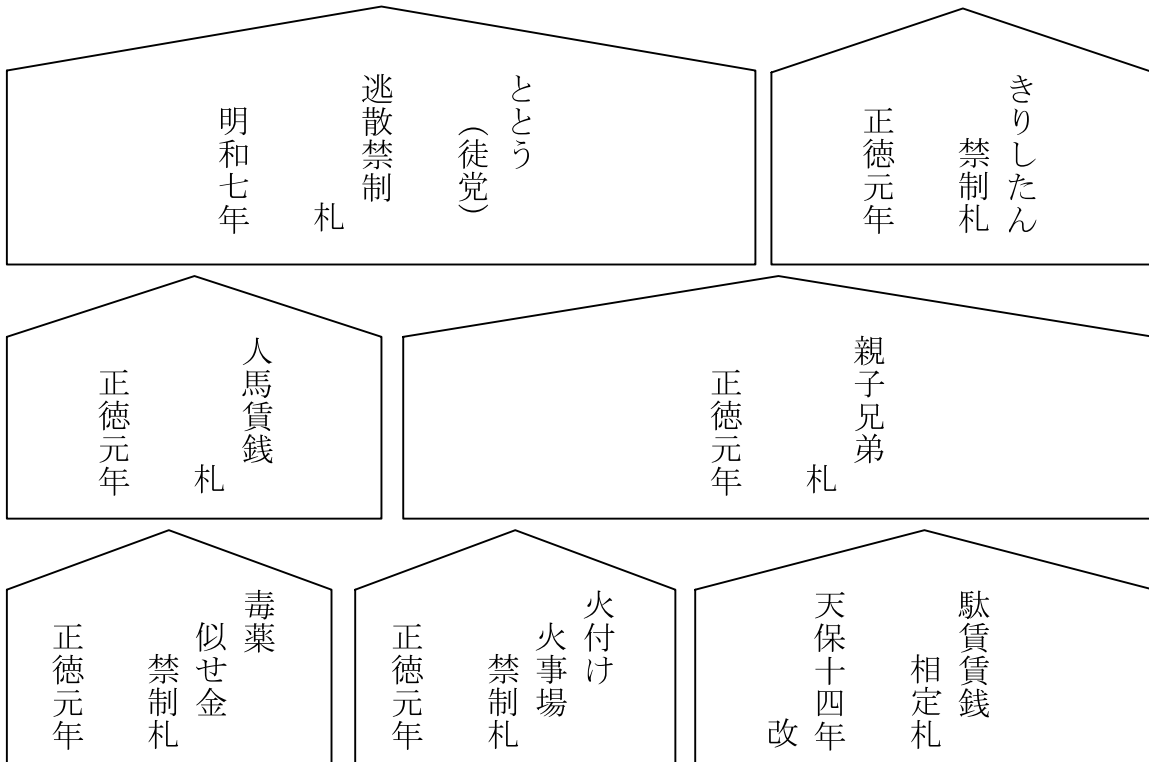 きりしたん
禁制札
正徳元年
ととう
(徒党)
逃散禁制
札
明和七年
親子兄弟
札
正徳元年
人馬賃銭
札
正徳元年
駄賃賃銭
相定札
天保十四年
改
火付け
火事場
禁制札
正徳元年
毒薬
似せ金
禁制札
正徳元年